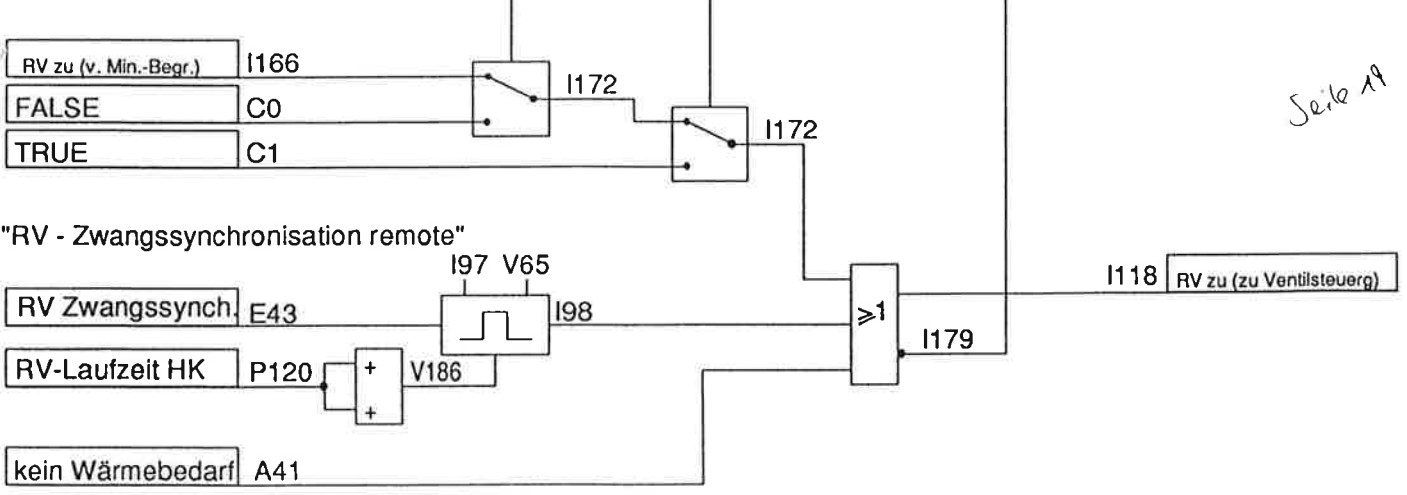 RV zu (v. Min.-Begr.) I166
I172
FALSE C0
I172
TRUE C1
Seite 19
"RV - Zwangssynchronisation remote"
I97 V65
I118 RV zu (zu Ventilsteuerg)
RV Zwangssynch. E43
I98
≥1
I179
RV-Laufzeit HK P120
+
V186
+
kein Wärmebedarf A41